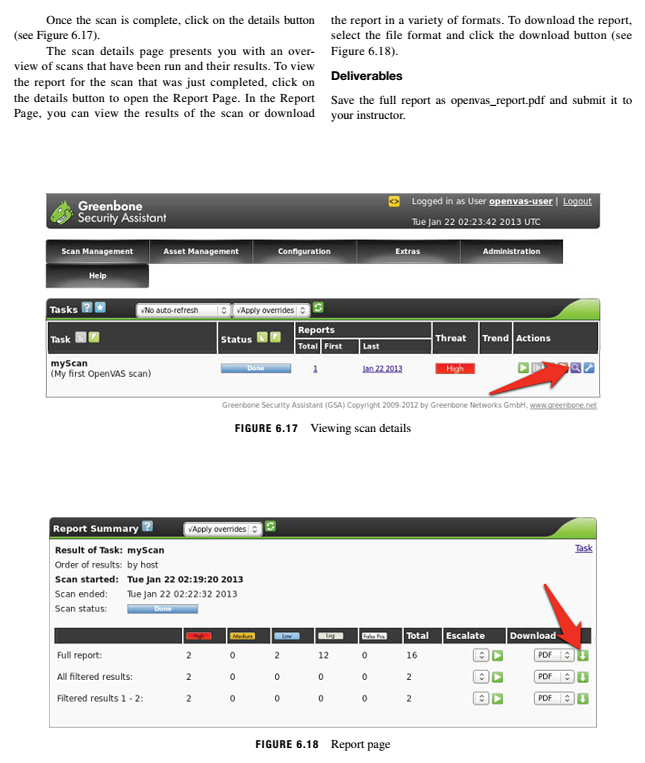 Once the scan is complete, click on the details button
(see Figure 6.17).
The scan details page presents you with an over-
view of scans that have been run and their results. To view
the report for the scan that was just completed, click on
the details button to open the Report Page. In the Report
Page, you can view the results of the scan or download
the report in a variety of formats. To download the report,
select the file format and click the download button (see
Figure 6.18).
Deliverables
Save the full report as openvas_report.pdf and submit it to
your instructor.
Greenbone
Security Assistant
Logged in as User openvas-user | Logout
Tue Jan 22 02:23:42 2013 UTC
Scan Management Asset Management Configuration Extras Administration
Help
Tasks √No auto-refresh √Apply overrides
Task Status Reports Threat Trend Actions
Total First Last
myScan Done 1 Jan 22 2013 High
(My first OpenVAS scan)
Greenbone Security Assistant (GSA) Copyright 2009-2012 by Greenbone Networks GmbH, www.greenbone.net
FIGURE 6.17 Viewing scan details
Report Summary √Apply overrides
Result of Task: myScan Task
Order of results: by host
Scan started: Tue Jan 22 02:19:20 2013
Scan ended: Tue Jan 22 02:22:32 2013
Scan status: Done
High Medium Low Log False Pos. Total Escalate Download
Full report: 2 0 2 12 0 16 PDF
All filtered results: 2 0 0 0 0 2 PDF
Filtered results 1 - 2: 2 0 0 0 0 2 PDF
FIGURE 6.18 Report page